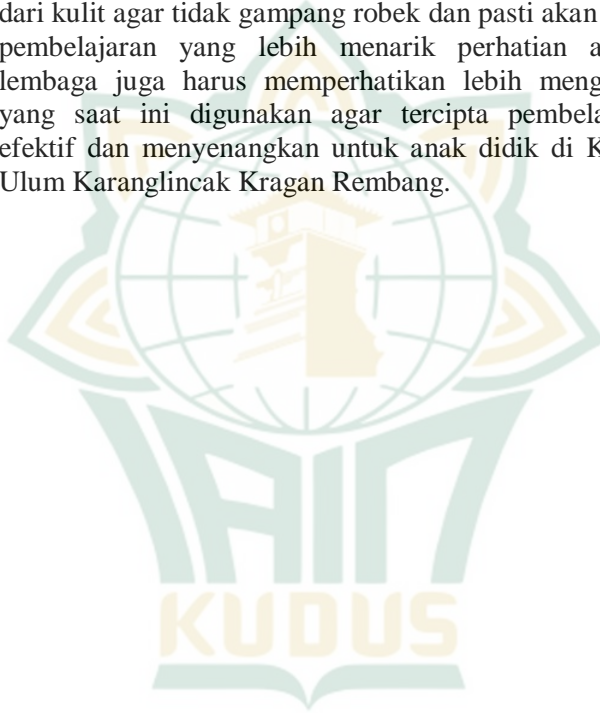 dari kulit agar tidak gampang robek dan pasti akan
pembelajaran yang lebih menarik perhatian
lembaga juga harus memperhatikan lebih
yang saat ini digunakan agar tercipta
efektif dan menyenangkan untuk anak didik di
Ulum Karanglincak Kragan Rembang.
IAIN
KUDUS